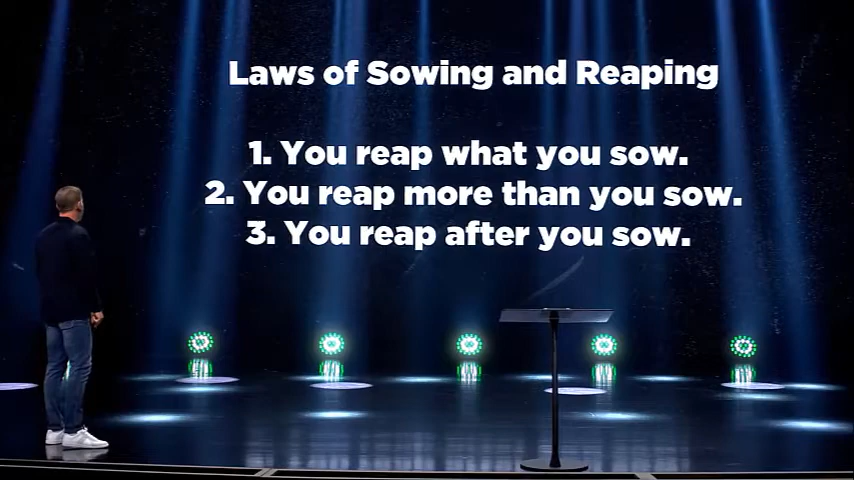 Laws of Sowing and Reaping
1. You reap what you sow.
2. You reap more than you sow.
3. You reap after you sow.